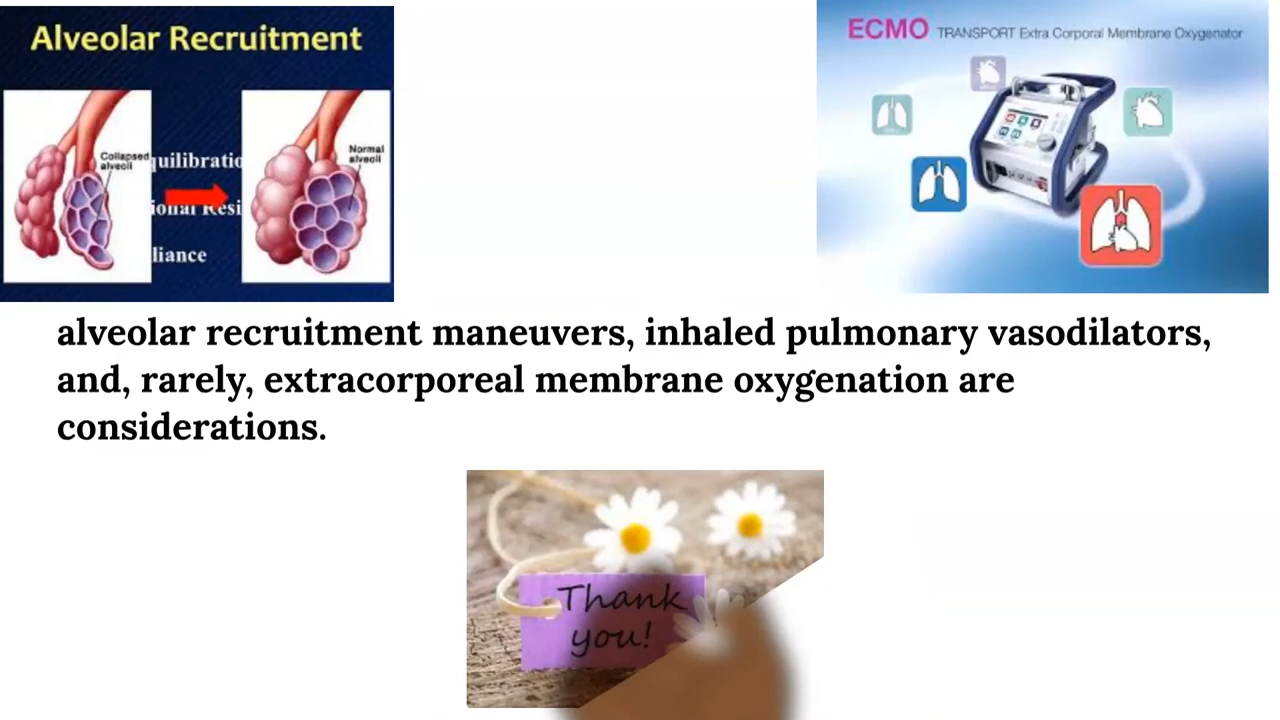 Alveolar Recruitment
Collapsed
alveoli
Normal
alveoli
liance
ECMO TRANSPORT Extra Corporal Membrane Oxygenator
alveolar recruitment maneuvers, inhaled pulmonary vasodilators,
and, rarely, extracorporeal membrane oxygenation are
considerations.
Thank
you!